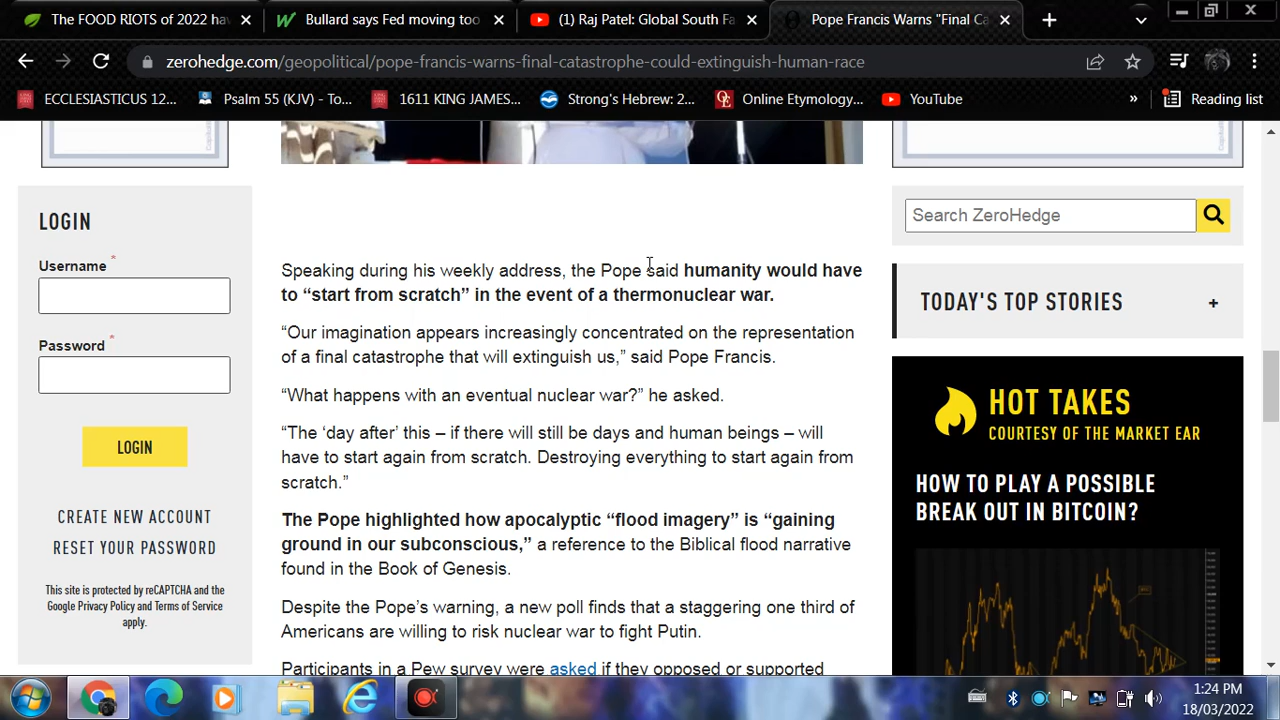 The FOOD RIOTS of 2022 hav
Bullard says Fed moving too
(1) Raj Patel: Global South Fa
Pope Francis Warns "Final Ca
zerohedge.com/geopolitical/pope-francis-warns-final-catastrophe-could-extinguish-human-race
ECCLESIASTICUS 12...
Psalm 55 (KJV) - To...
1611 KING JAMES...
Strong's Hebrew: 2...
Online Etymology...
YouTube
»
Reading list
LOGIN
Username *
Password *
LOGIN
CREATE NEW ACCOUNT
RESET YOUR PASSWORD
This site is protected by reCAPTCHA and the
Google Privacy Policy and Terms of Service
apply.
Speaking during his weekly address, the Pope said humanity would have
to “start from scratch” in the event of a thermonuclear war.
“Our imagination appears increasingly concentrated on the representation
of a final catastrophe that will extinguish us,” said Pope Francis.
“What happens with an eventual nuclear war?” he asked.
“The ‘day after’ this – if there will still be days and human beings – will
have to start again from scratch. Destroying everything to start again from
scratch.”
The Pope highlighted how apocalyptic “flood imagery” is “gaining
ground in our subconscious,” a reference to the Biblical flood narrative
found in the Book of Genesis.
Despite the Pope’s warning, a new poll finds that a staggering one third of
Americans are willing to risk nuclear war to fight Putin.
Participants in a Pew survey were asked if they opposed or supported
Search ZeroHedge
TODAY'S TOP STORIES +
HOT TAKES
COURTESY OF THE MARKET EAR
HOW TO PLAY A POSSIBLE
BREAK OUT IN BITCOIN?
1:24 PM
18/03/2022